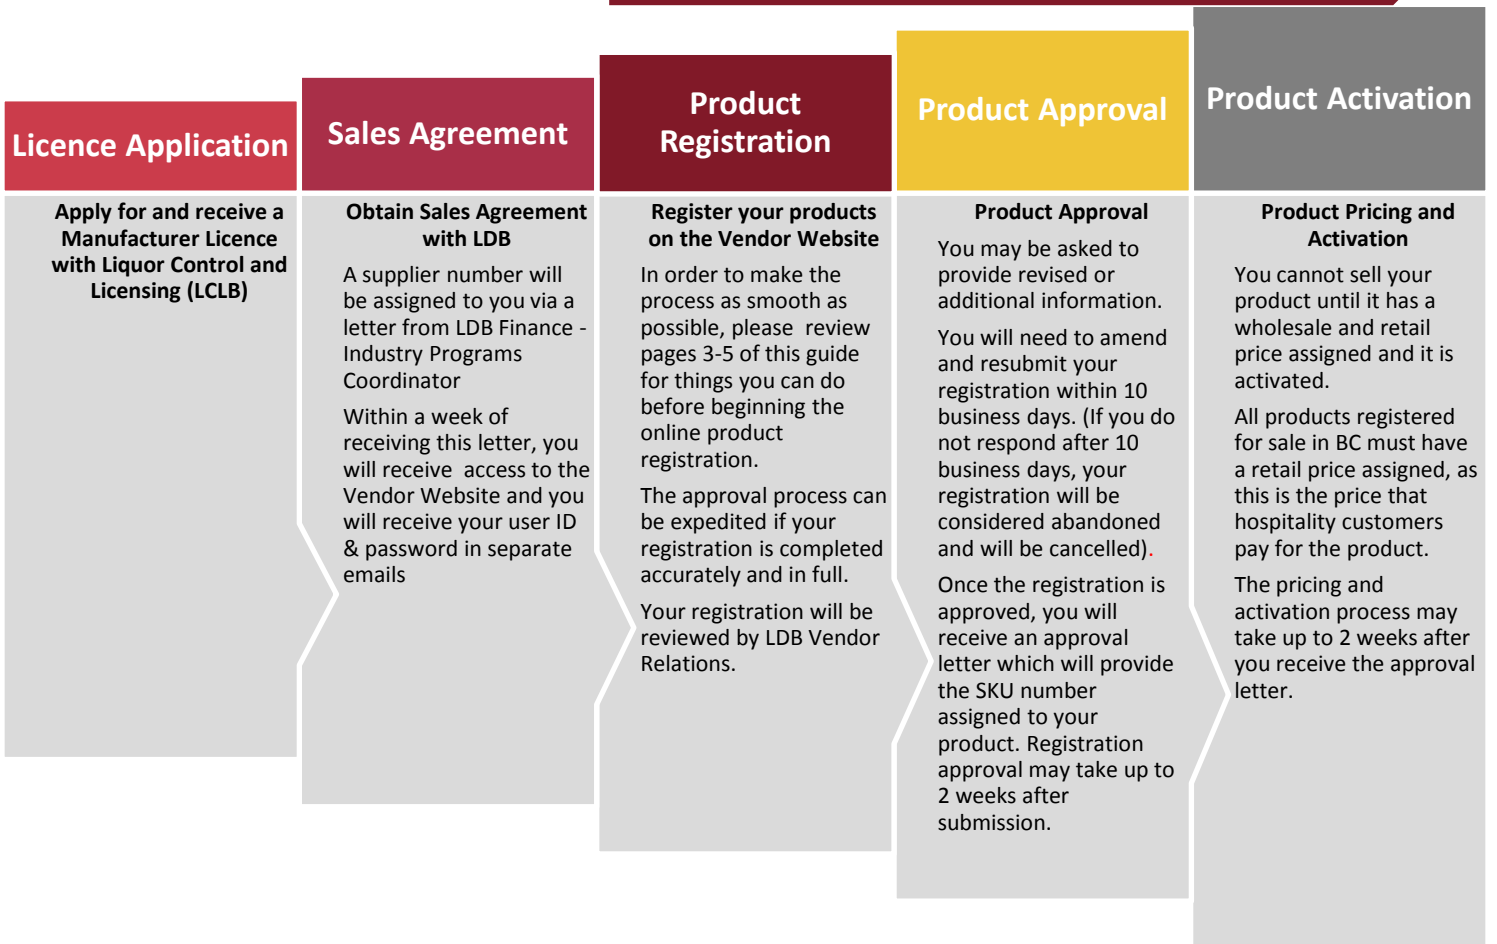 Licence Application
Apply for and receive a
Manufacturer Licence
with Liquor Control and
Licensing (LCLB)
Sales Agreement
Obtain Sales Agreement
with LDB
A supplier number will
be assigned to you via a
letter from LDB Finance -
Industry Programs
Coordinator
Within a week of
receiving this letter, you
will receive  access to the
Vendor Website and you
will receive your user ID
& password in separate
emails
Product
Registration
Register your products
on the Vendor Website
In order to make the
process as smooth as
possible, please  review
pages 3-5 of this guide
for things you can do
before beginning the
online product
registration.
The approval process can
be expedited if your
registration is completed
accurately and in full.
Your registration will be
reviewed by LDB Vendor
Relations.
Product Approval
Product Approval
You may be asked to
provide revised or
additional information.
You will need to amend
and resubmit your
registration within 10
business days. (If you do
not respond after 10
business days, your
registration will be
considered abandoned
and will be cancelled).
Once the registration is
approved, you will
receive an approval
letter which will provide
the SKU number
assigned to your
product. Registration
approval may take up to
2 weeks after
submission.
Product Activation
Product Pricing and
Activation
You cannot sell your
product until it has a
wholesale and retail
price assigned and it is
activated.
All products registered
for sale in BC must have
a retail price assigned, as
this is the price that
hospitality customers
pay for the product.
The pricing and
activation process may
take up to 2 weeks after
you receive the approval
letter.